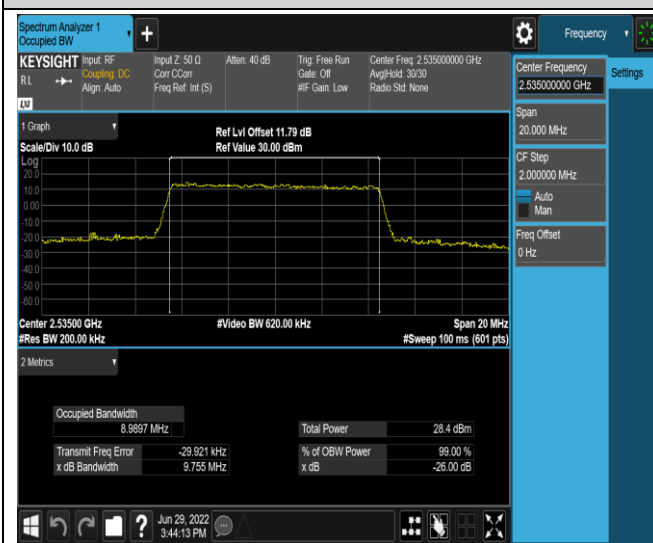 Spectrum Analyzer 1
Occupied BW
+
Frequency
KEYSIGHT
RL
LXI
Input: RF
Coupling: DC
Align: Auto
Input Z: 50 Ω
Corr CCorr
Freq Ref: Int (S)
Atten: 40 dB
Trig: Free Run
Gate: Off
#IF Gain: Low
Center Freq: 2.535000000 GHz
Avg|Hold: 30/30
Radio Std: None
Center Frequency
2.535000000 GHz
Settings
Span
20.000 MHz
CF Step
2.000000 MHz
Auto
Man
Freq Offset
0 Hz
1 Graph
Scale/Div 10.0 dB
Ref Lvl Offset 11.79 dB
Ref Value 30.00 dBm
Log
20.0
10.0
0.00
-10.0
-20.0
-30.0
-40.0
-50.0
-60.0
Center 2.53500 GHz
#Video BW 620.00 kHz
Span 20 MHz
#Res BW 200.00 kHz
#Sweep 100 ms (601 pts)
2 Metrics
Occupied Bandwidth
8.9897 MHz
Total Power 28.4 dBm
Transmit Freq Error -29.921 kHz
% of OBW Power 99.00 %
x dB Bandwidth 9.755 MHz
x dB -26.00 dB
?
Jun 29, 2022
3:44:13 PM